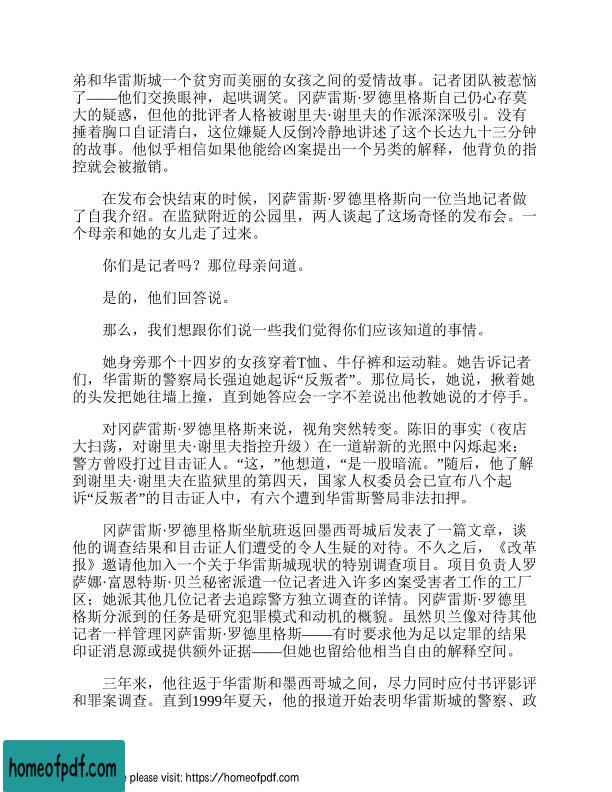 弟和华雷斯城一个贫穷而美丽的女孩之间的爱情故事。记者团队被惹恼
了——他们交换眼神，起哄调笑。冈萨雷斯·罗德里格斯自己仍心存莫
大的疑惑，但他的批评者人格被谢里夫·谢里夫的作派深深吸引。没有
捶着胸口自证清白，这位嫌疑人反倒冷静地讲述了这个长达九十三分钟
的故事。他似乎相信如果他能给凶案提出一个另类的解释，他背负的指
控就会被撤销。
在发布会快结束的时候，冈萨雷斯·罗德里格斯向一位当地记者做
了自我介绍。在监狱附近的公园里，两人谈起了这场奇怪的发布会。一
个母亲和她的女儿走了过来。
你们是记者吗？那位母亲问道。
是的，他们回答说。
那么，我们想跟你们说一些我们觉得你们应该知道的事情。
她身旁那个十四岁的女孩穿着T恤、牛仔裤和运动鞋。她告诉记者
们，华雷斯的警察局长强迫她起诉“反叛者”。那位局长，她说，揪着她
的头发把她往墙上撞，直到她答应会一字不差说出他教她说的才停手。
对冈萨雷斯·罗德里格斯来说，视角突然转变。陈旧的事实（夜店
大扫荡，对谢里夫·谢里夫指控升级）在一道崭新的光照中闪烁起来：
警方曾殴打过目击证人。“这，”他想道，“是一股暗流。”随后，他了解
到谢里夫·谢里夫在监狱里的第四天，国家人权委员会已宣布八个起
诉“反叛者”的目击证人中，有六个遭到华雷斯警局非法扣押。
冈萨雷斯·罗德里格斯坐航班返回墨西哥城后发表了一篇文章，谈
他的调查结果和目击证人们遭受的令人生疑的对待。不久之后，《改革
报》邀请他加入一个关于华雷斯城现状的特别调查项目。项目负责人罗
萨娜·富恩特斯·贝兰秘密派遣一位记者进入许多凶案受害者工作的工厂
区；她派其他几位记者去追踪警方独立调查的详情。冈萨雷斯·罗德里
格斯分派到的任务是研究犯罪模式和动机的概貌。虽然贝兰像对待其他
记者一样管理冈萨雷斯·罗德里格斯——有时要求他为足以定罪的结果
印证消息源或提供额外证据——但她也留给他相当自由的解释空间。
三年来，他往返于华雷斯和墨西哥城之间，尽力同时应付书评影评
和罪案调查。直到1999年夏天，他的报道开始表明华雷斯城的警察、政
homeofpdf.com
e please visit: https://homeofpdf.com